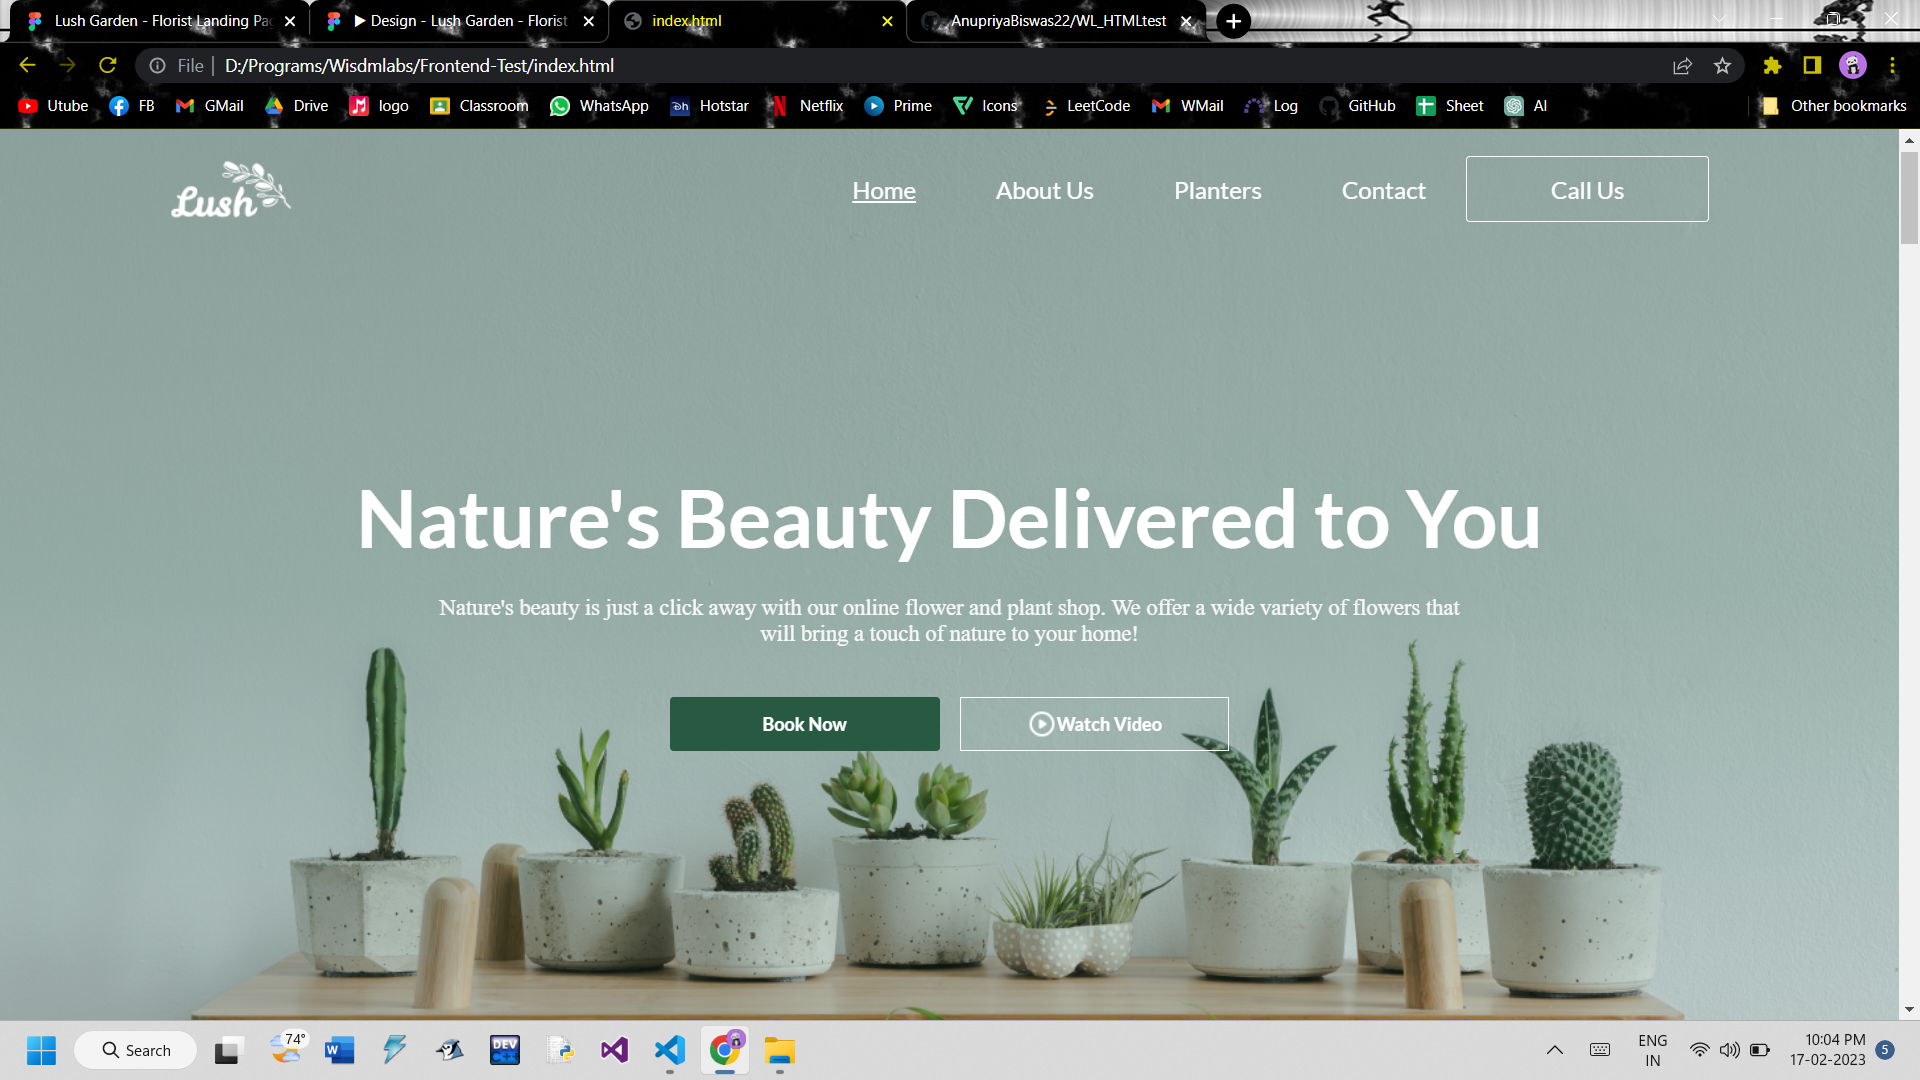 Lush Garden - Florist Landing Pa
Design - Lush Garden - Florist
index.html
AnupriyaBiswas22/WL_HTMLtest
File
D:/Programs/Wisdmlabs/Frontend-Test/index.html
Utube FB GMail Drive logo Classroom WhatsApp Hotstar Netflix Prime Icons LeetCode WMail Log GitHub Sheet AI Other bookmarks
Lush
Home About Us Planters Contact Call Us
Nature's Beauty Delivered to You
Nature's beauty is just a click away with our online flower and plant shop. We offer a wide variety of flowers that
will bring a touch of nature to your home!
Book Now Watch Video
Search
74°
W
DEV
C++
ENG
IN
10:04 PM
17-02-2023
5